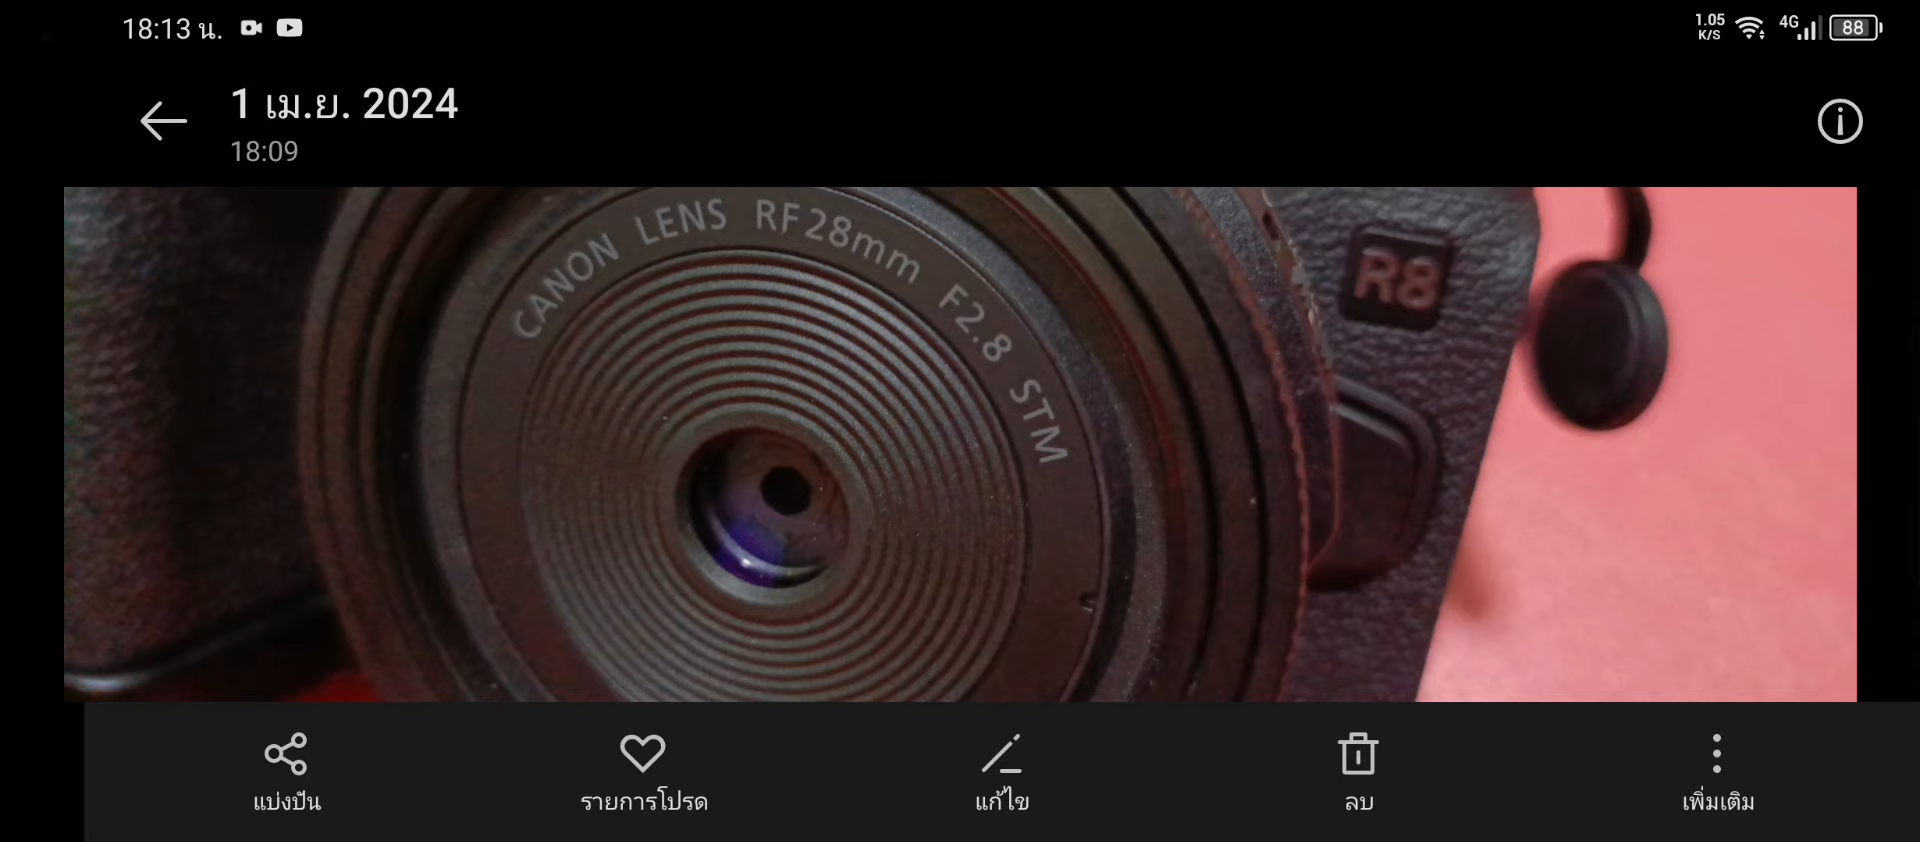 18:13 น.
1.05
K/S
4G
88
1 เม.ย. 2024
18:09
CANON LENS RF28mm F2.8 STM
R8
แบ่งปัน
รายการโปรด
แก้ไข
ลบ
เพิ่มเติม